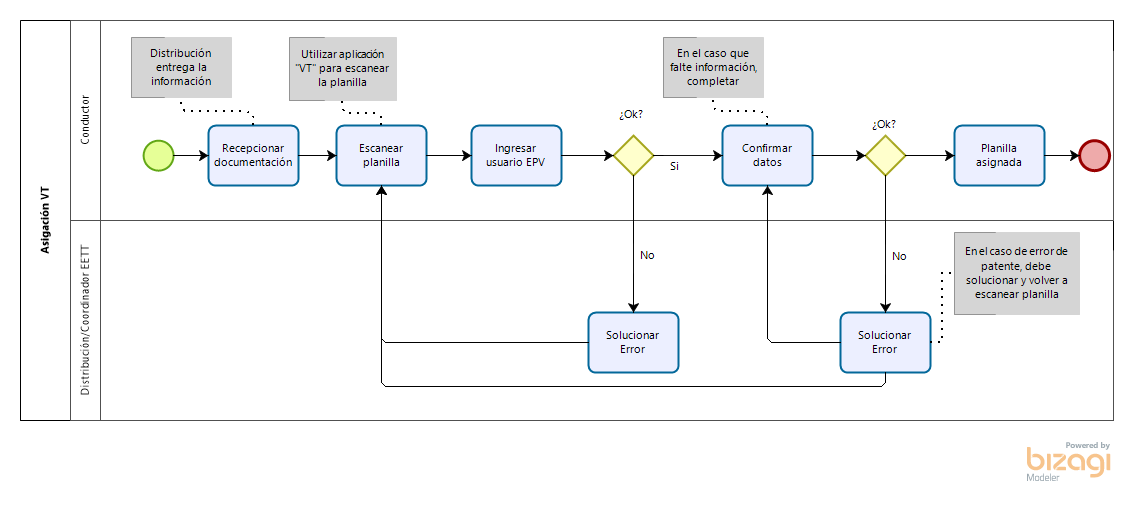 Asigación VT
Conductor
Distribución
entrega la
información
Utilizar aplicación
"VT" para escanear
la planilla
En el caso que
falte información,
completar
Recepcionar
documentación
Escanear
planilla
Ingresar
usuario EPV
¿Ok?
Si
No
Confirmar
datos
¿Ok?
No
Planilla
asignada
Distribución/Coordinador EETT
Solucionar
Error
Solucionar
Error
En el caso de error de
patente, debe
solucionar y volver a
escanear planilla
Powered by
bizagi
Modeler